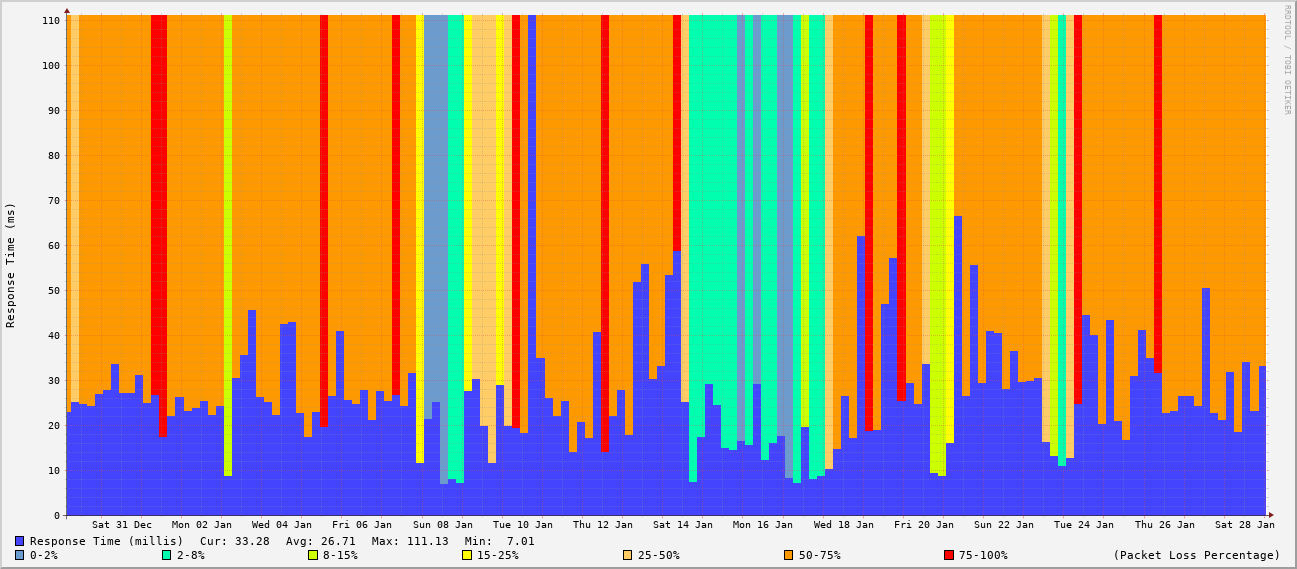 RRDTOOL / TOBI OETIKER
Response Time (ms)
110
100
90
80
70
60
50
40
30
20
10
0
Sat 31 Dec Mon 02 Jan Wed 04 Jan Fri 06 Jan Sun 08 Jan Tue 10 Jan Thu 12 Jan Sat 14 Jan Mon 16 Jan Wed 18 Jan Fri 20 Jan Sun 22 Jan Tue 24 Jan Thu 26 Jan Sat 28 Jan
Response Time (millis) Cur: 33.28 Avg: 26.71 Max: 111.13 Min: 7.01
0-2% 2-8% 8-15% 15-25% 25-50% 50-75% 75-100% (Packet Loss Percentage)